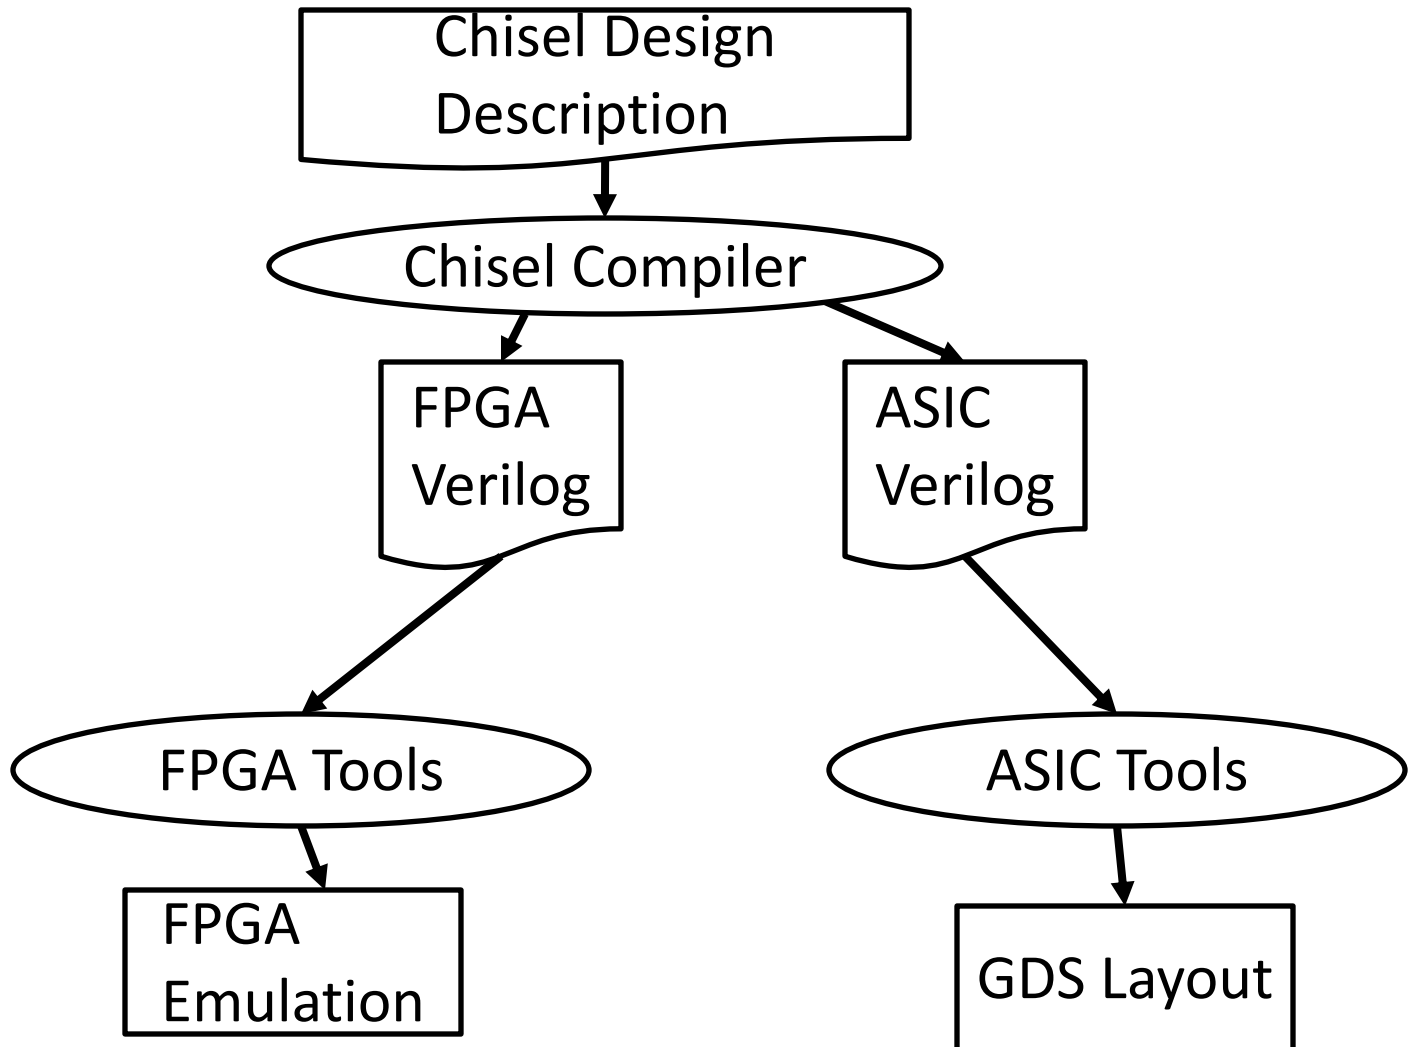 Chisel Design
Description
Chisel Compiler
FPGA
Verilog
ASIC
Verilog
FPGA Tools
ASIC Tools
FPGA
Emulation
GDS Layout